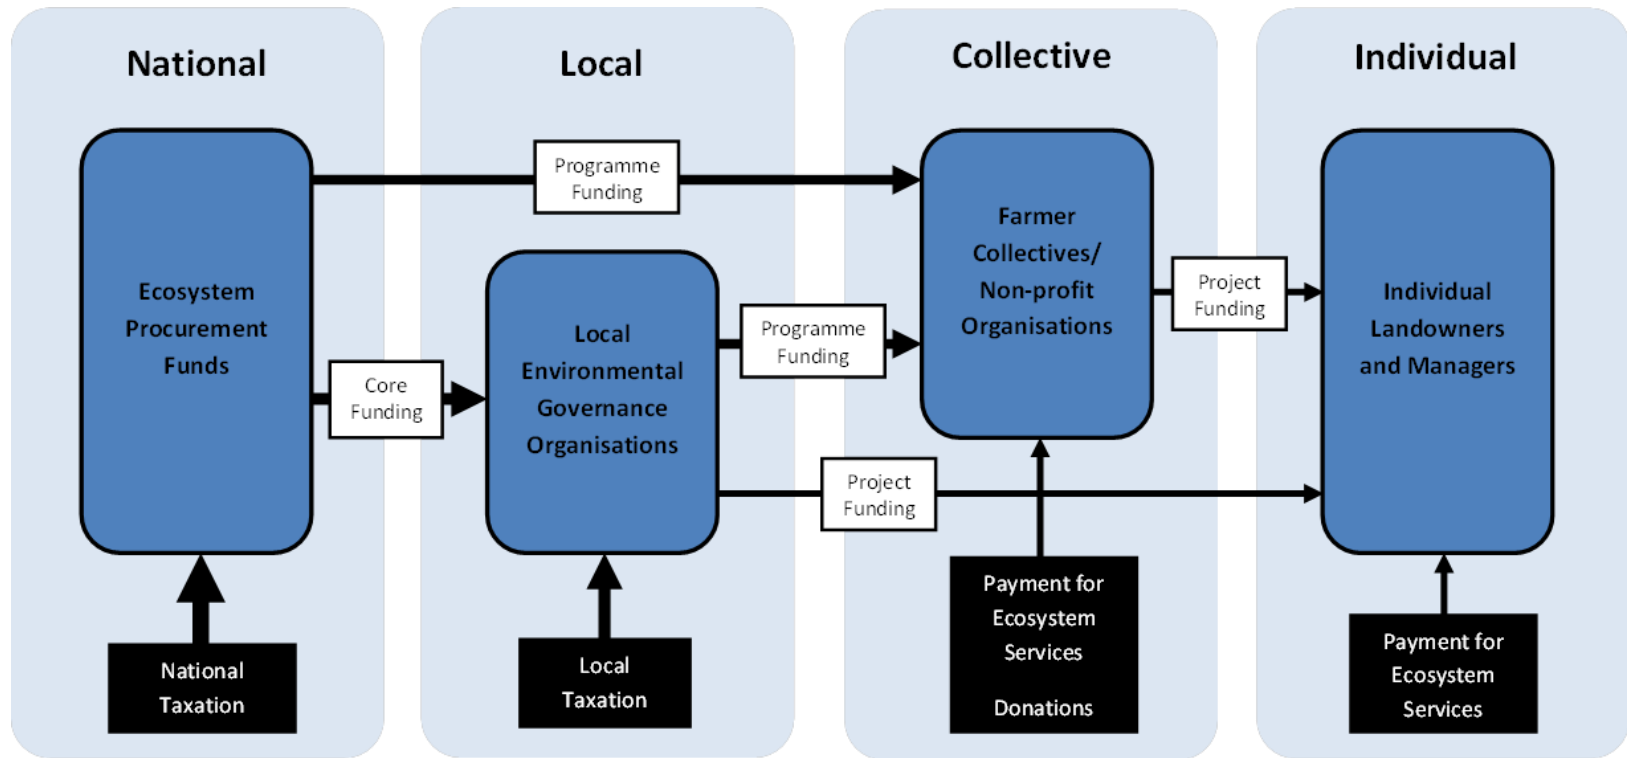 National
Local
Collective
Individual
Programme
Funding
Ecosystem
Procurement
Funds
Core
Funding
Local
Environmental
Governance
Organisations
Programme
Funding
Project
Funding
Farmer
Collectives/
Non-profit
Organisations
Project
Funding
Individual
Landowners
and Managers
National
Taxation
Local
Taxation
Payment for
Ecosystem
Services
Donations
Payment for
Ecosystem
Services